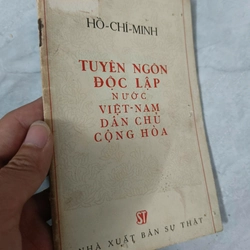 HỒ-CHÍ-MINH
TUYÊN NGÔN
ĐỘC LẬP
NƯỚC
VIỆT-NAM
DÂN CHỦ
CỘNG HÒA
ST
NHÀ XUẤT BẢN SỰ THẬT